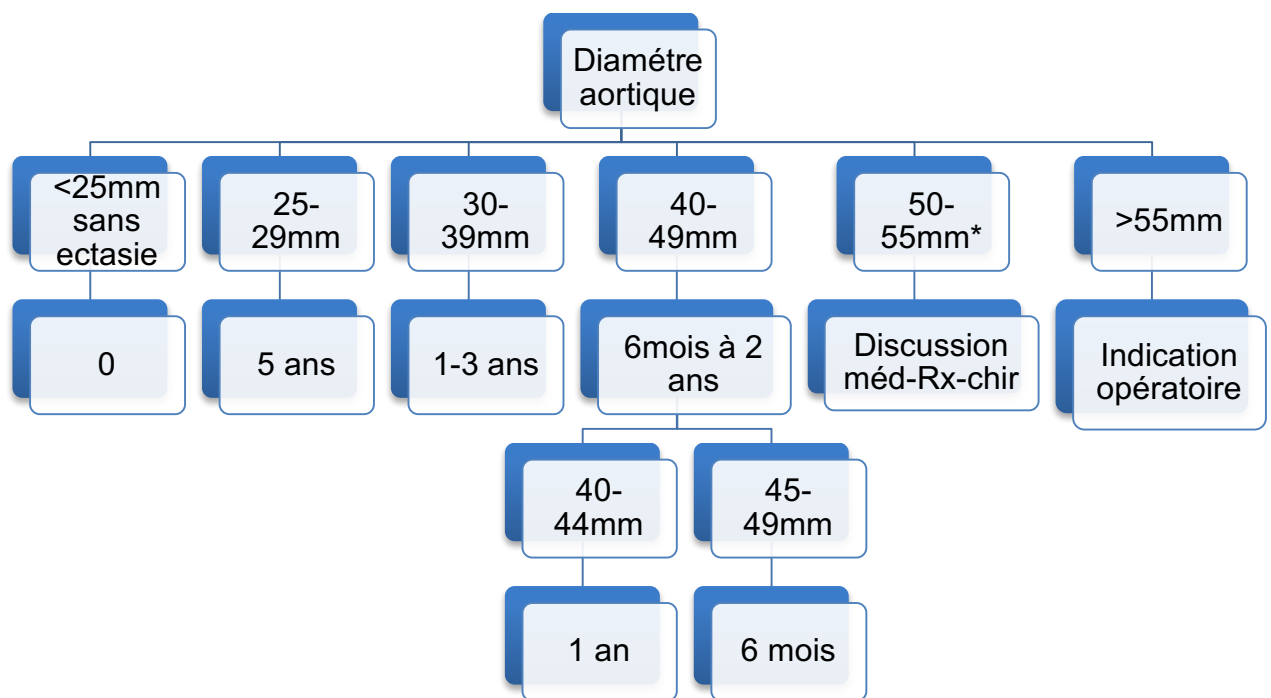 Diamétre
aortique
<25mm
sans
ectasie
25-
29mm
30-
39mm
40-
49mm
50-
55mm*
>55mm
0
5 ans
1-3 ans
6mois à 2
ans
Discussion
méd-Rx-chir
Indication
opératoire
40-
44mm
45-
49mm
1 an
6 mois